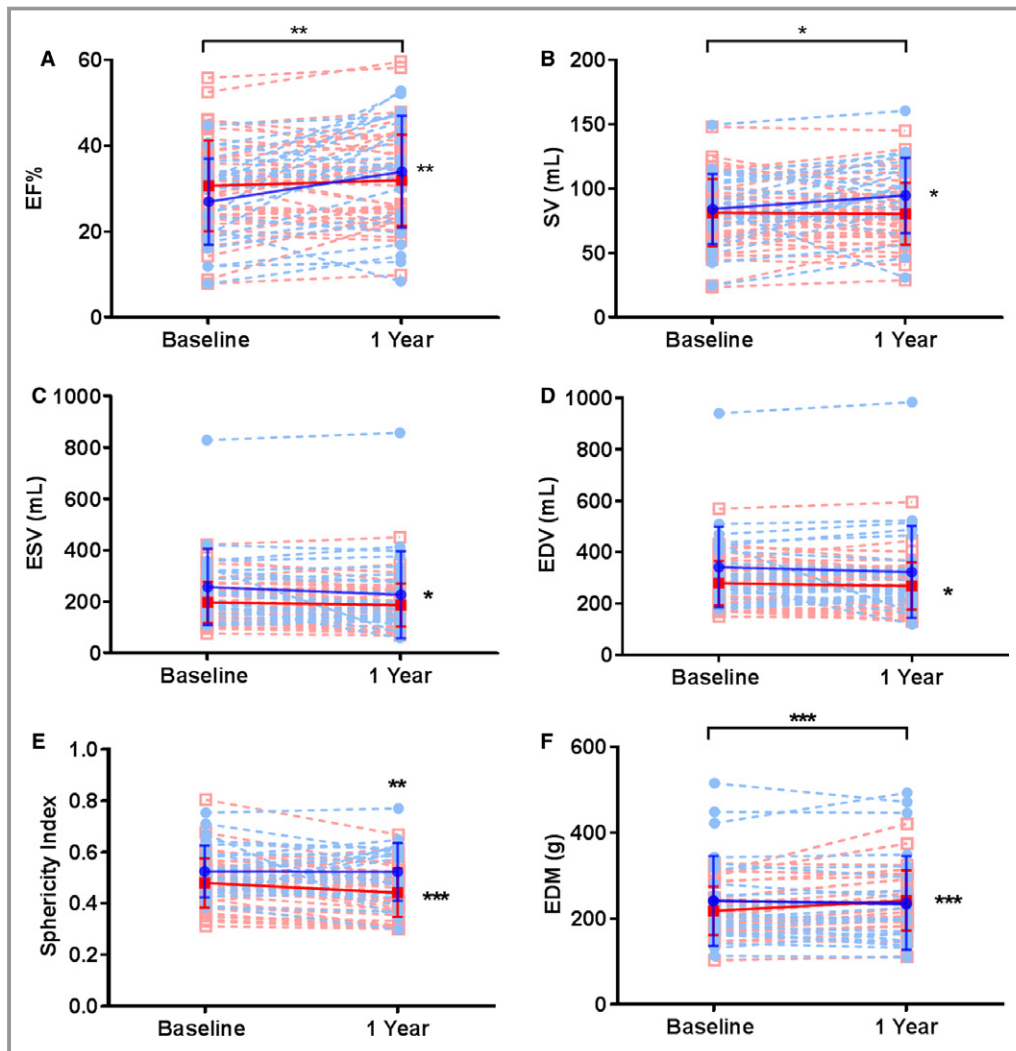 A
**
60
40
20
0
EF%
**
Baseline
1 Year
B
*
200
150
100
50
0
SV (mL)
*
Baseline
1 Year
C
1000
800
600
400
200
0
ESV (mL)
*
Baseline
1 Year
D
1000
800
600
400
200
0
EDV (mL)
*
Baseline
1 Year
E
1.0
0.8
0.6
0.4
0.2
0.0
Sphericity Index
**
***
Baseline
1 Year
F
***
600
400
200
0
EDM (g)
***
Baseline
1 Year